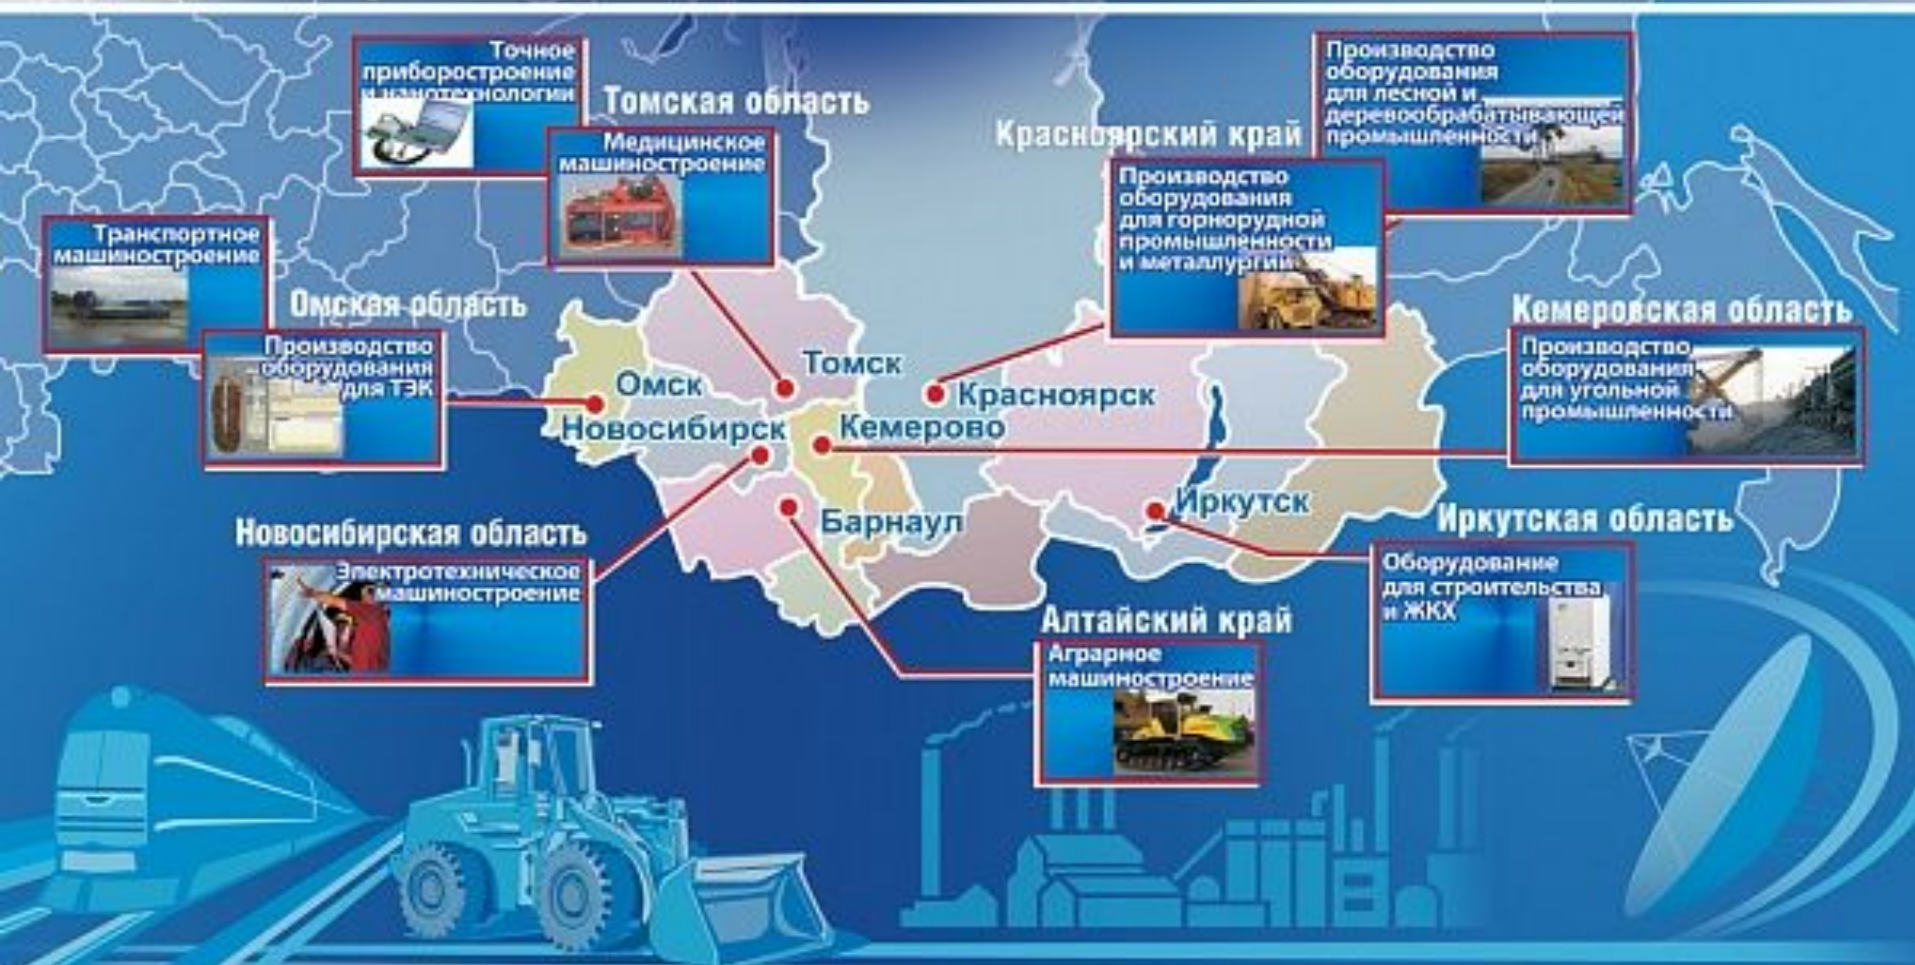 Точное
приборостроение
и нанотехнологии
Томская область
Медицинское
машиностроение
Красноярский край
Производство
оборудования
для лесной и
деревообрабатывающей
промышленности
Производство
оборудования
для горнорудной
промышленности
и металлургии
Транспортное
машиностроение
Омская область
Производство
оборудования
для ТЭК
Кемеровская область
Производство
оборудования
для угольной
промышленности
Томск
Омск
Красноярск
Новосибирск
Кемерово
Иркутск
Барнаул
Новосибирская область
Электротехническое
машиностроение
Иркутская область
Оборудование
для строительства
и ЖКХ
Алтайский край
Аграрное
машиностроение